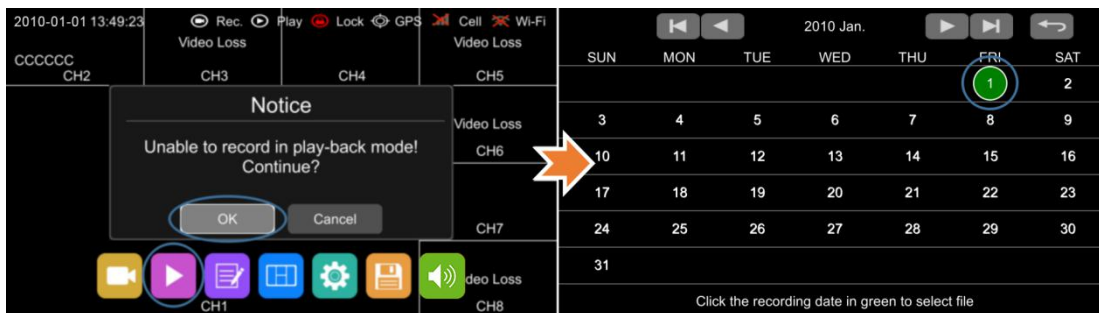 2010-01-01 13:49:23 Rec. Play Lock GPS Cell Wi-Fi
Video Loss Video Loss
CCCCCC
CH2 CH3 CH4 CH5
Notice
Video Loss
Unable to record in play-back mode!
CH6
Continue?
OK Cancel
CH7
deo Loss
CH1 CH8
2010 Jan.
SUN MON TUE WED THU FRI SAT
1 2
3 4 5 6 7 8 9
10 11 12 13 14 15 16
17 18 19 20 21 22 23
24 25 26 27 28 29 30
31
Click the recording date in green to select file